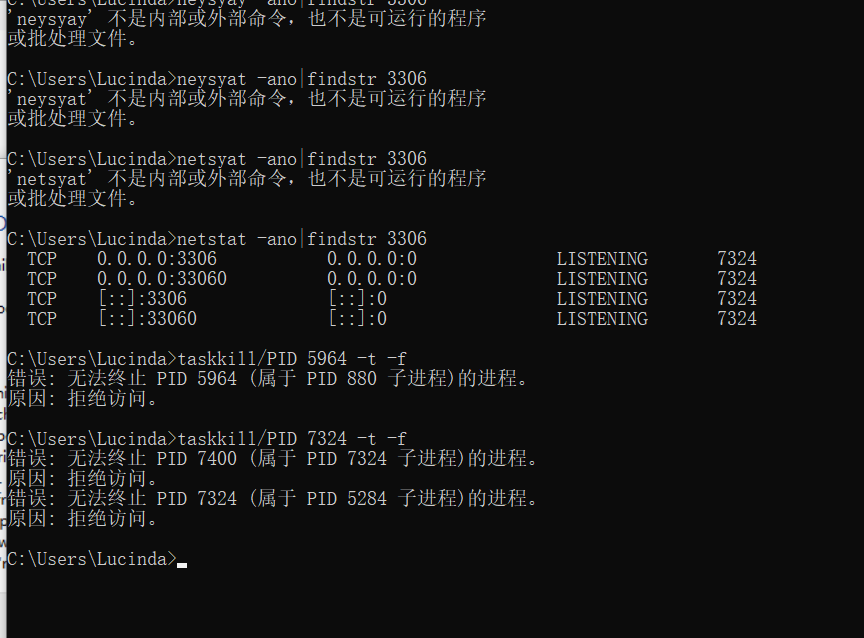 'neysyay' 不是内部或外部命令，也不是可运行的程序
或批处理文件。
C:\Users\Lucinda>neysyat -ano|findstr 3306
'neysyat' 不是内部或外部命令，也不是可运行的程序
或批处理文件。
C:\Users\Lucinda>netsyat -ano|findstr 3306
'netsyat' 不是内部或外部命令，也不是可运行的程序
或批处理文件。
C:\Users\Lucinda>netstat -ano|findstr 3306
TCP 0.0.0.0:3306 0.0.0.0:0 LISTENING 7324
TCP 0.0.0.0:33060 0.0.0.0:0 LISTENING 7324
TCP [::]:3306 [::]:0 LISTENING 7324
TCP [::]:33060 [::]:0 LISTENING 7324
C:\Users\Lucinda>taskkill/PID 5964 -t -f
错误: 无法终止 PID 5964 (属于 PID 880 子进程)的进程。
原因: 拒绝访问。
C:\Users\Lucinda>taskkill/PID 7324 -t -f
错误: 无法终止 PID 7400 (属于 PID 7324 子进程)的进程。
原因: 拒绝访问。
错误: 无法终止 PID 7324 (属于 PID 5284 子进程)的进程。
原因: 拒绝访问。
C:\Users\Lucinda>